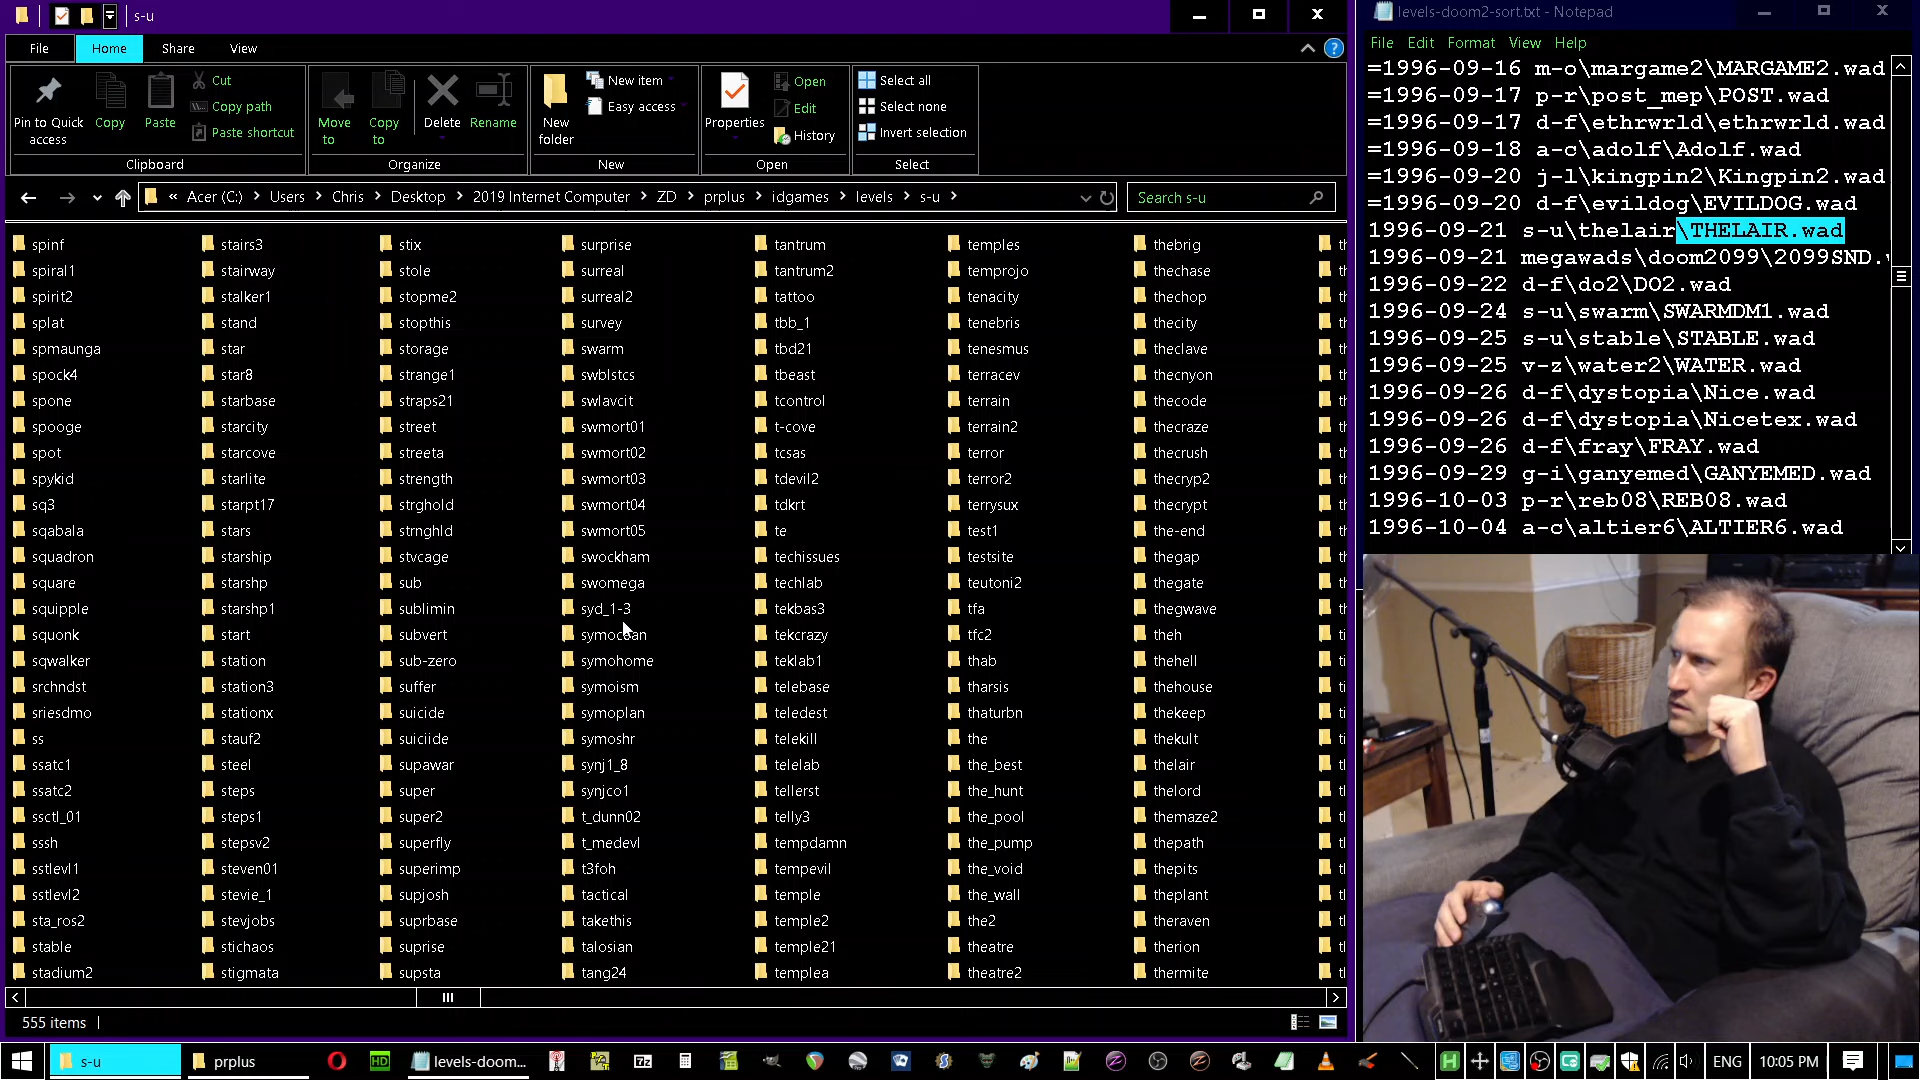 s-u
File
Home
Share
View
Pin to Quick access
Copy
Paste
Cut
Copy path
Paste shortcut
Clipboard
Move to
Copy to
Delete
Rename
Organize
New folder
New item
Easy access
New
Properties
Open
Edit
History
Open
Select all
Select none
Invert selection
Select
« Acer (C:) > Users > Chris > Desktop > 2019 Internet Computer > ZD > prplus > idgames > levels > s-u >
Search s-u
spinf
spiral1
spirit2
splat
spmaunga
spock4
spone
spooge
spot
spykid
sq3
sqabala
squadron
square
squipple
squonk
sqwalker
srchndst
sriesdmo
ss
ssatc1
ssatc2
ssctl_01
sssh
sstlevl1
sstlevl2
sta_ros2
stable
stadium2
stairs3
stairway
stalker1
stand
star
star8
starbase
starcity
starcove
starlite
starpt17
stars
starship
starshp
starshp1
start
station
station3
stationx
stauf2
steel
steps
steps1
stepsv2
steven01
stevie_1
stevjobs
stichaos
stigmata
stix
stole
stopme2
stopthis
storage
strange1
straps21
street
streeta
strength
strghold
strnghld
stvcage
sub
sublimin
subvert
sub-zero
suffer
suicide
suiciide
supawar
super
super2
superfly
superimp
supjosh
suprbase
suprise
supsta
surprise
surreal
surreal2
survey
swarm
swblstcs
swlavcit
swmort01
swmort02
swmort03
swmort04
swmort05
swockham
swomega
syd_1-3
symocean
symohome
symoism
symoplan
symoshr
synj1_8
synjco1
t_dunn02
t_medevl
t3foh
tactical
takethis
talosian
tang24
tantrum
tantrum2
tattoo
tbb_1
tbd21
tbeast
tcontrol
t-cove
tcsas
tdevil2
tdkrt
te
techissues
techlab
tekbas3
tekcrazy
teklab1
telebase
teledest
telekill
telelab
tellerst
telly3
tempdamn
tempevil
temple
temple2
temple21
templea
temples
temprojo
tenacity
tenebris
tenesmus
terracev
terrain
terrain2
terror
terror2
terrysux
test1
testsite
teutoni2
tfa
tfc2
thab
tharsis
thaturbn
the
the_best
the_hunt
the_pool
the_pump
the_void
the_wall
the2
theatre
theatre2
thebrig
thechase
thechop
thecity
theclave
thecnyon
thecode
thecraze
thecrush
thecryp2
thecrypt
the-end
thegap
thegate
thegwave
theh
thehell
thehouse
thekeep
thekult
thelair
thelord
themaze2
thepath
thepits
theplant
theraven
therion
thermite
555 items
levels-doom2-sort.txt - Notepad
File Edit Format View Help
=1996-09-16 m-o\margame2\MARGAME2.wad
=1996-09-17 p-r\post_mep\POST.wad
=1996-09-17 d-f\ethrwrld\ethrwrld.wad
=1996-09-18 a-c\adolf\Adolf.wad
=1996-09-20 j-l\kingpin2\Kingpin2.wad
=1996-09-20 d-f\evildog\EVILDOG.wad
1996-09-21 s-u\thelair\THELAIR.wad
1996-09-21 megawads\doom2099\2099SND.
1996-09-22 d-f\do2\DO2.wad
1996-09-24 s-u\swarm\SWARMDM1.wad
1996-09-25 s-u\stable\STABLE.wad
1996-09-25 v-z\water2\WATER.wad
1996-09-26 d-f\dystopia\Nice.wad
1996-09-26 d-f\dystopia\Nicetex.wad
1996-09-26 d-f\fray\FRAY.wad
1996-09-29 g-i\ganyemed\GANYEMED.wad
1996-10-03 p-r\reb08\REB08.wad
1996-10-04 a-c\altier6\ALTIER6.wad
s-u
prplus
HD
levels-doom...
7z
ENG
10:05 PM